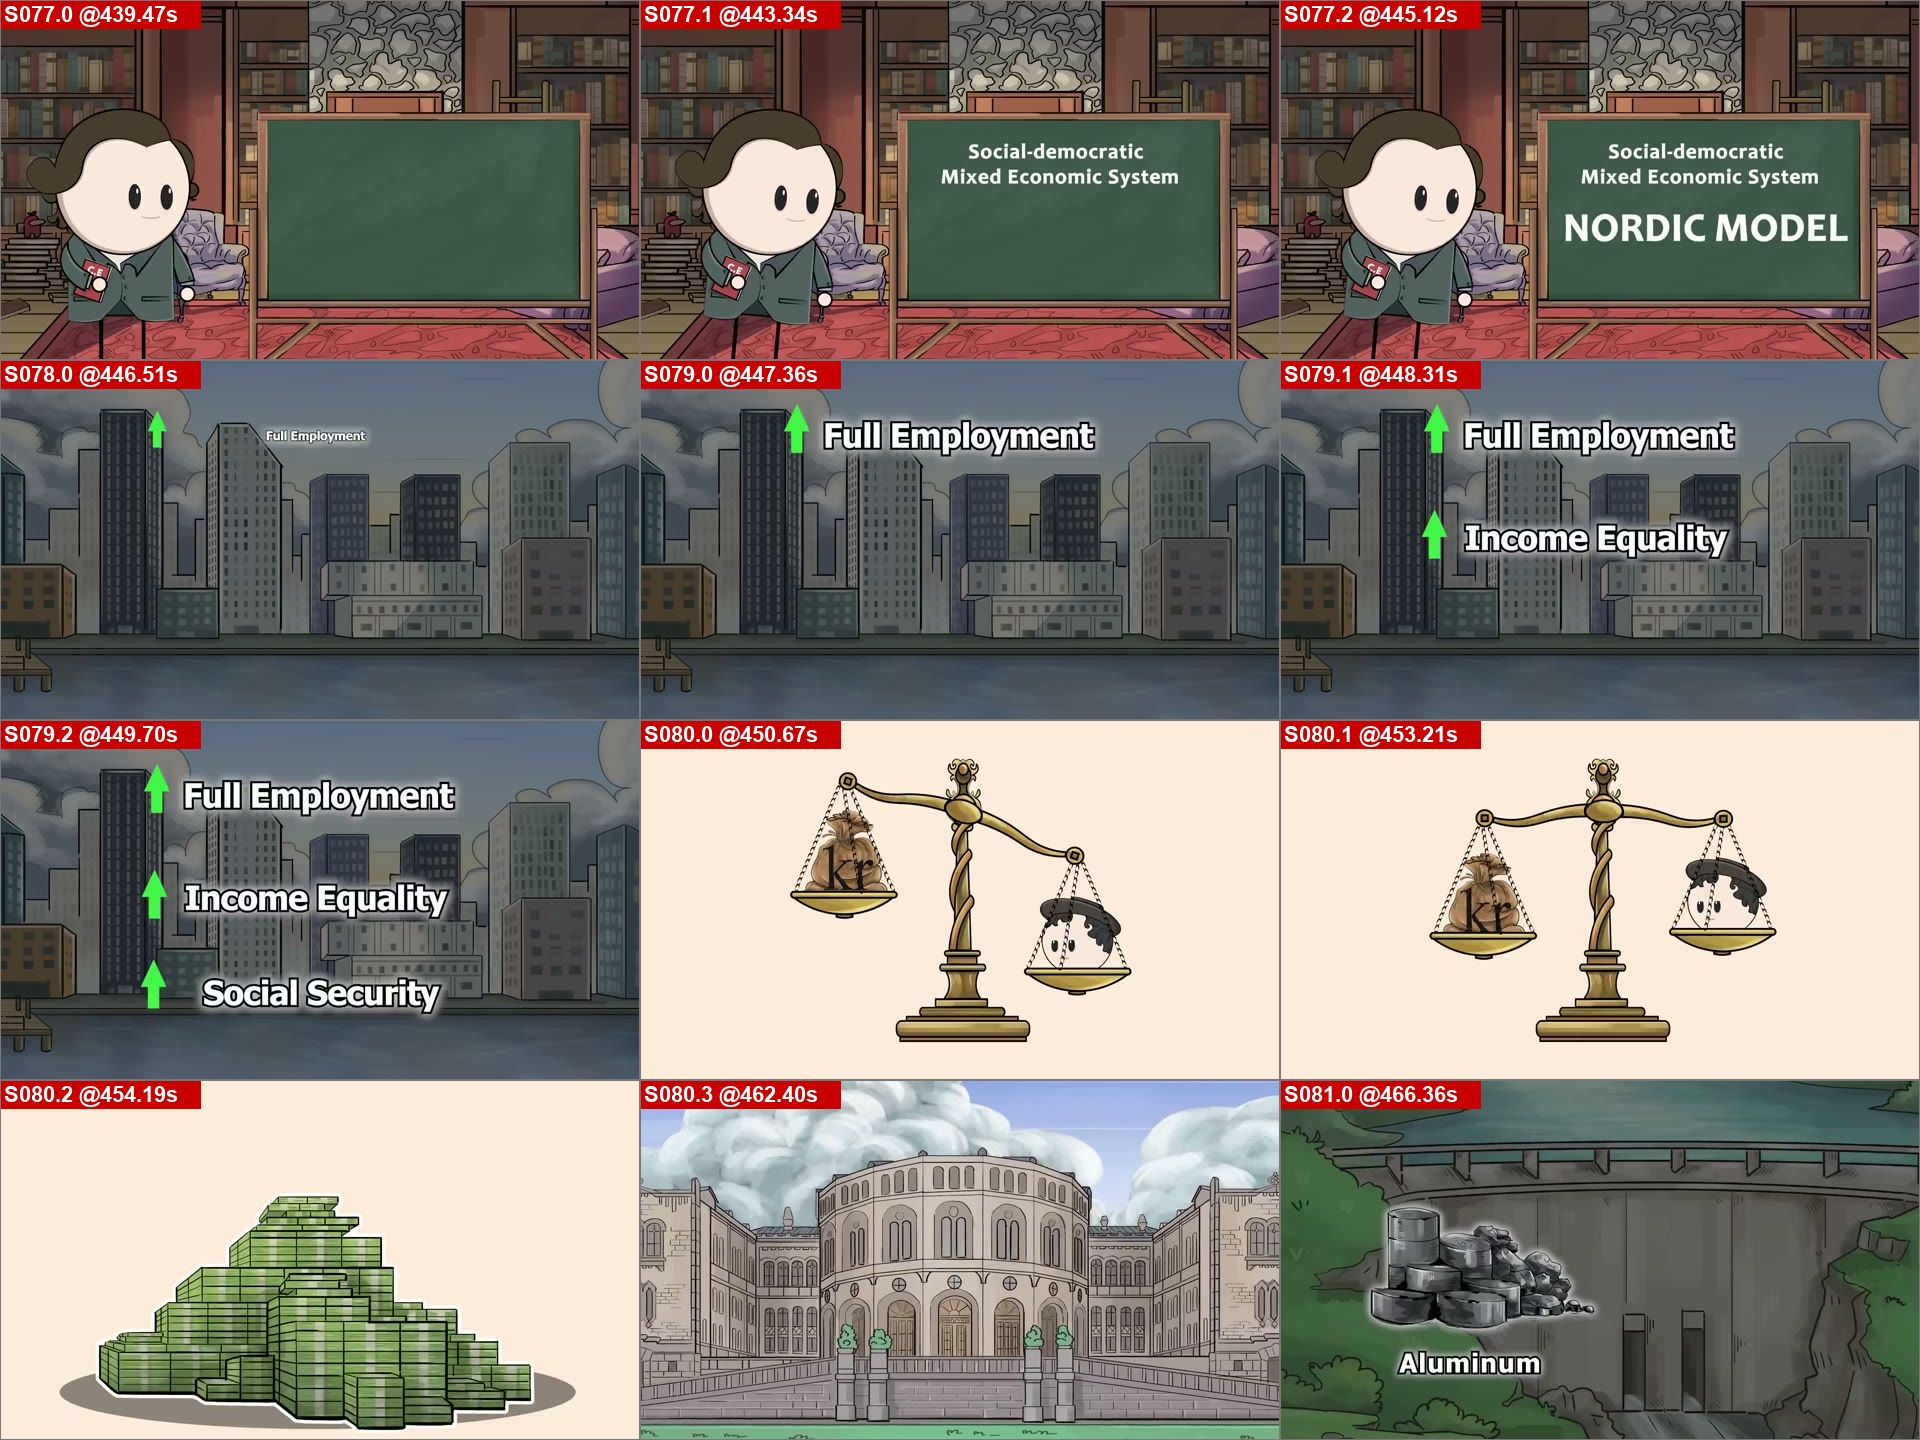 S077.0 @439.47s
C.E
S077.1 @443.34s
Social-democratic
Mixed Economic System
C.E
S077.2 @445.12s
Social-democratic
Mixed Economic System
NORDIC MODEL
C.E
S078.0 @446.51s
Full Employment
S079.0 @447.36s
Full Employment
S079.1 @448.31s
Full Employment
Income Equality
S079.2 @449.70s
Full Employment
Income Equality
Social Security
S080.0 @450.67s
kr
S080.1 @453.21s
kr
S080.2 @454.19s
S080.3 @462.40s
S081.0 @466.36s
Aluminum